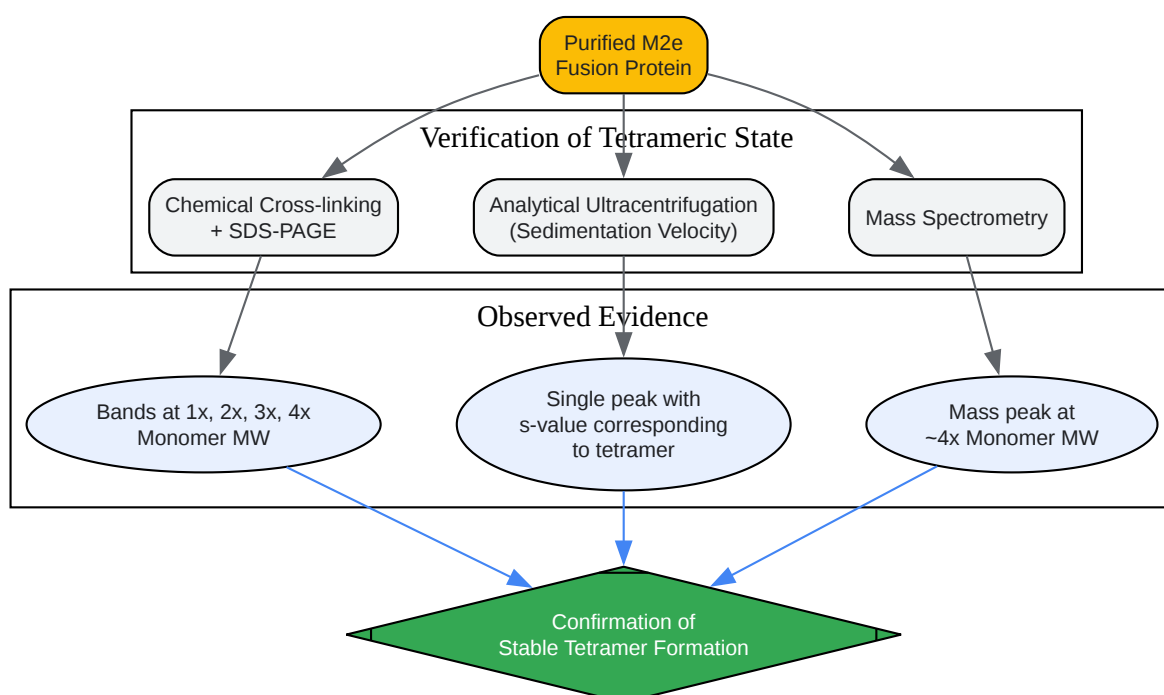 Purified M2e
Fusion Protein
Verification of Tetrameric State
Chemical Cross-linking
+ SDS-PAGE
Analytical Ultracentrifugation
(Sedimentation Velocity)
Mass Spectrometry
Observed Evidence
Bands at 1x, 2x, 3x, 4x
Monomer MW
Single peak with
s-value corresponding
to tetramer
Mass peak at
~4x Monomer MW
Confirmation of
Stable Tetramer Formation